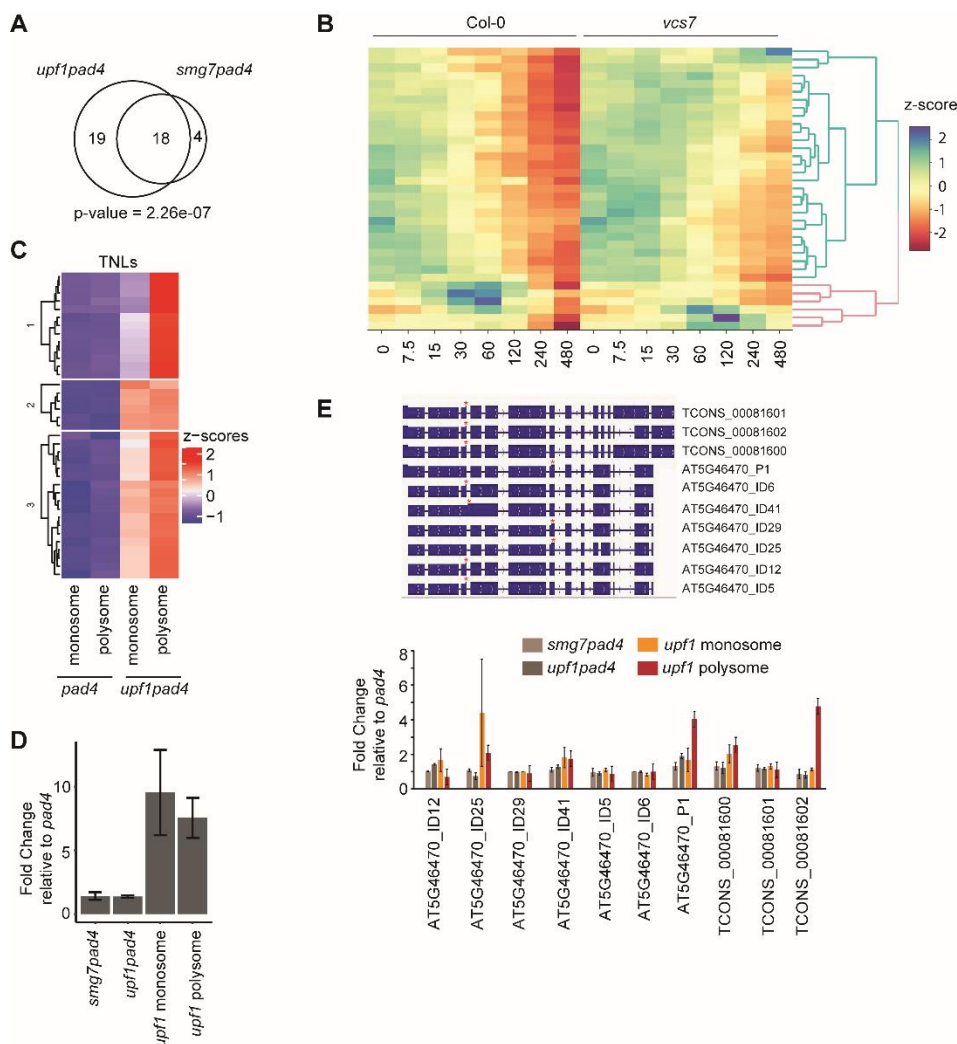 A
upf1pad4
smg7pad4
19
18
4
p-value = 2.26e-07
B
Col-0
vcs7
z-score
2
1
0
-1
-2
0
7.5
15
30
60
120
240
480
0
7.5
15
30
60
120
240
480
C
TNLs
1
2
3
z-scores
2
1
0
−1
monosome
polysome
monosome
polysome
pad4
upf1pad4
D
Fold Change
relative to pad4
10
5
0
smg7pad4
upf1pad4
upf1 monosome
upf1 polysome
E
TCONS_00081601
TCONS_00081602
TCONS_00081600
AT5G46470_P1
AT5G46470_ID6
AT5G46470_ID41
AT5G46470_ID29
AT5G46470_ID25
AT5G46470_ID12
AT5G46470_ID5
smg7pad4
upf1 monosome
upf1pad4
upf1 polysome
Fold Change
relative to pad4
8
6
4
2
0
AT5G46470_ID12
AT5G46470_ID25
AT5G46470_ID29
AT5G46470_ID41
AT5G46470_ID5
AT5G46470_ID6
AT5G46470_P1
TCONS_00081600
TCONS_00081601
TCONS_00081602